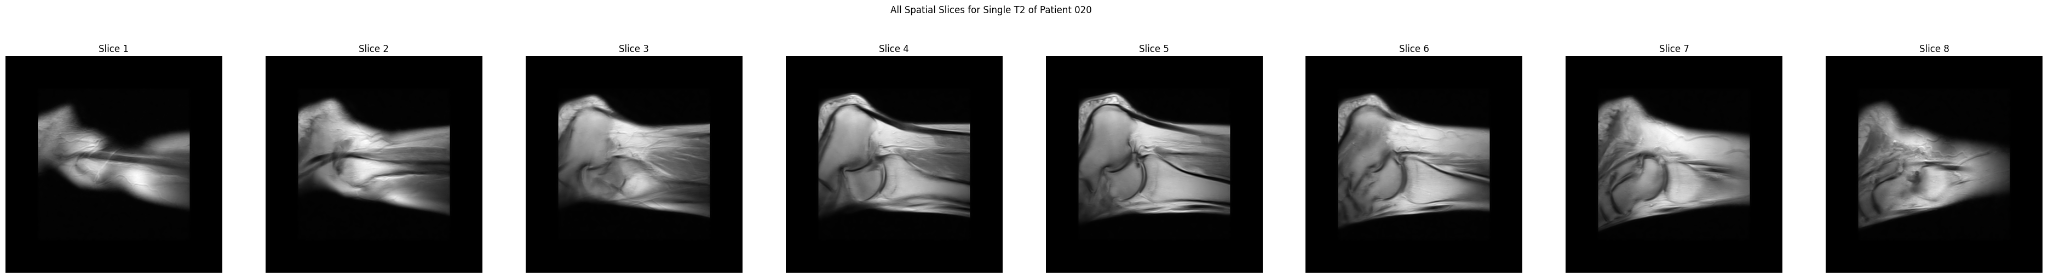 All Spatial Slices for Single T2 of Patient 020
Slice 1
Slice 2
Slice 3
Slice 4
Slice 5
Slice 6
Slice 7
Slice 8